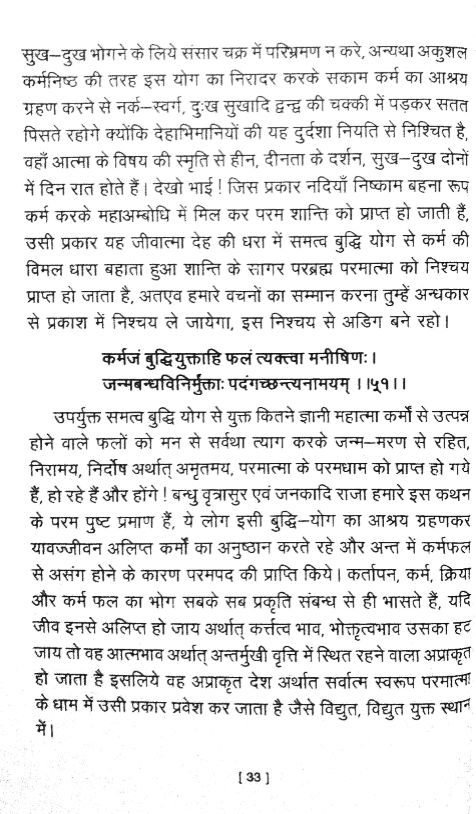 सुख–दुख भोगने के लिये संसार चक्र में परिभ्रमण न करे, अन्यथा अकुशल
कर्मनिष्ठ की तरह इस योग का निरादर करके सकाम कर्म का आश्रय
ग्रहण करने से नर्क–स्वर्ग, दुःख सुखादि द्वन्द्व की चक्की में पड़कर सतत
पिसते रहोगे क्योंकि देहाभिमानियों की यह दुर्दशा नियति से निश्चित है,
वहाँ आत्मा के विषय की स्मृति से हीन, दीनता के दर्शन, सुख–दुख दोनों
में दिन रात होते हैं। देखो भाई ! जिस प्रकार नदियाँ निष्काम बहना रूप
कर्म करके महाअम्बोधि में मिल कर परम शान्ति को प्राप्त हो जाती हैं,
उसी प्रकार यह जीवात्मा देह की धरा में समत्व बुद्धि योग से कर्म की
विमल धारा बहाता हुआ शान्ति के सागर परब्रह्म परमात्मा को निश्चय
प्राप्त हो जाता है, अतएव हमारे वचनों का सम्मान करना तुम्हें अन्धकार
से प्रकाश में निश्चय ले जायेगा, इस निश्चय से अडिग बने रहो।
कर्मजं बुद्धियुक्ताहि फलं त्यक्त्वा मनीषिणः।
जन्मबन्धविनिर्मुक्ताः पदंगच्छन्त्यनामयम् ।।५१।।
उपर्युक्त समत्व बुद्धि योग से युक्त कितने ज्ञानी महात्मा कर्मों से उत्पन्न
होने वाले फलों को मन से सर्वथा त्याग करके जन्म–मरण से रहित,
निरामय, निर्दोष अर्थात् अमृतमय, परमात्मा के परमधाम को प्राप्त हो गये
हैं, हो रहे हैं और होंगे ! बन्धु वृत्रासुर एवं जनकादि राजा हमारे इस कथन
के परम पुष्ट प्रमाण हैं, ये लोग इसी बुद्धि–योग का आश्रय ग्रहणकर
यावज्जीवन अलिप्त कर्मों का अनुष्ठान करते रहे और अन्त में कर्मफल
से असंग होने के कारण परमपद की प्राप्ति किये। कर्तापन, कर्म, क्रिया
और कर्म फल का भोग सबके सब प्रकृति संबन्ध से ही भासते हैं, यदि
जीव इनसे अलिप्त हो जाय अर्थात् कर्त्तत्व भाव, भोक्तृत्वभाव उसका हट
जाय तो वह आत्मभाव अर्थात् अन्तर्मुखी वृत्ति में स्थित रहने वाला अप्राकृत
हो जाता है इसलिये वह अप्राकृत देश अर्थात सर्वात्म स्वरूप परमात्मा
के धाम में उसी प्रकार प्रवेश कर जाता है जैसे विद्युत, विद्युत युक्त स्थान
में।
[ 33 ]